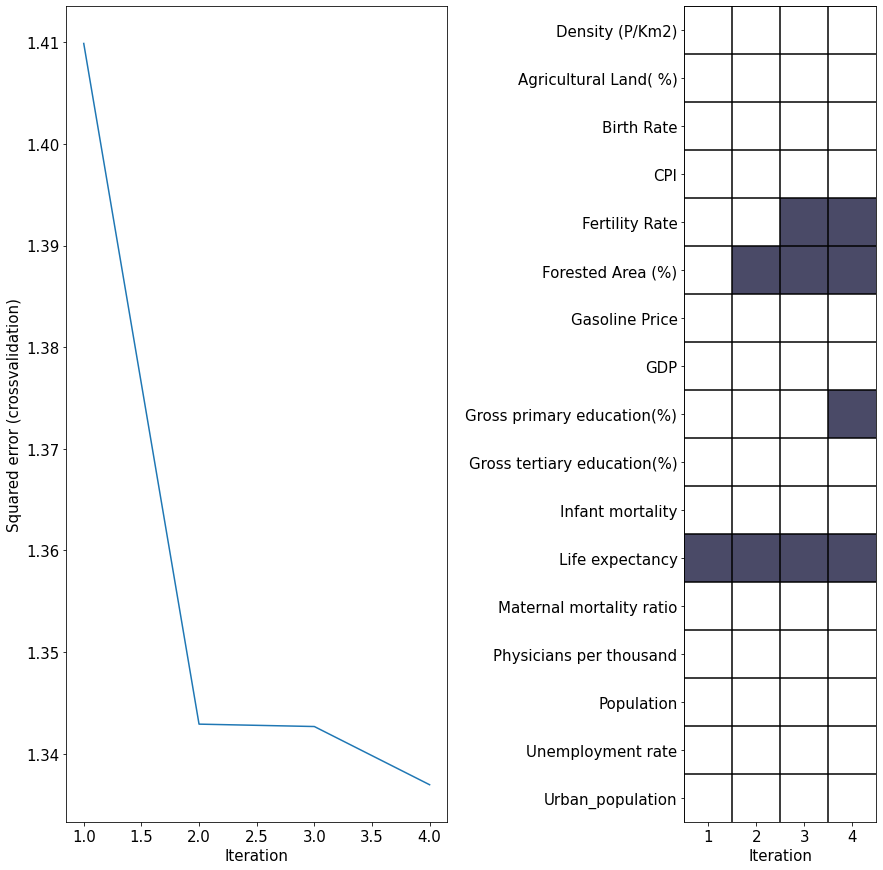 Squared error (crossvalidation)
1.41
1.40
1.39
1.38
1.37
1.36
1.35
1.34
1.0 1.5 2.0 2.5 3.0 3.5 4.0
Iteration
Density (P/Km2)
Agricultural Land( %)
Birth Rate
CPI
Fertility Rate
Forested Area (%)
Gasoline Price
GDP
Gross primary education(%)
Gross tertiary education(%)
Infant mortality
Life expectancy
Maternal mortality ratio
Physicians per thousand
Population
Unemployment rate
Urban_population
1 2 3 4
Iteration